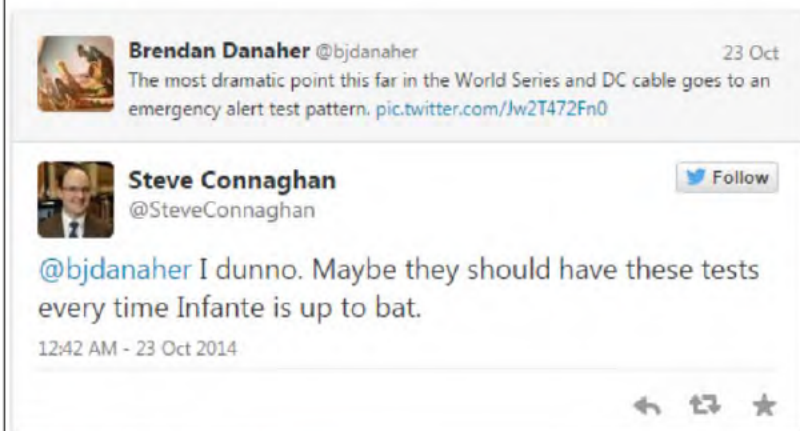 Brendan Danaher @bjdanaher 23 Oct
The most dramatic point this far in the World Series and DC cable goes to an
emergency alert test pattern. pic.twitter.com/Jw2T472Fn0
Steve Connaghan Follow
@SteveConnaghan
@bjdanaher I dunno. Maybe they should have these tests
every time Infante is up to bat.
12:42 AM - 23 Oct 2014